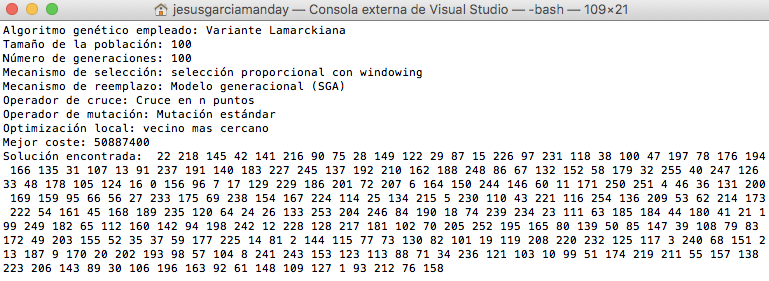 jesusgarciamanday — Consola externa de Visual Studio — -bash — 109×21
Algoritmo genético empleado: Variante Lamarckiana
Tamaño de la población: 100
Número de generaciones: 100
Mecanismo de selección: selección proporcional con windowing
Mecanismo de reemplazo: Modelo generacional (SGA)
Operador de cruce: Cruce en n puntos
Operador de mutación: Mutación estándar
Optimización local: vecino mas cercano
Mejor coste: 50887400
Solución encontrada:  22 218 145 42 141 216 90 75 28 149 122 29 87 15 226 97 231 118 38 100 47 197 78 176 194
 166 135 31 107 13 91 237 191 140 183 227 245 137 192 210 162 188 248 86 67 132 152 58 179 32 255 40 247 126
33 48 178 105 124 16 0 156 96 7 17 129 229 186 201 72 207 6 164 150 244 146 60 11 171 250 251 4 46 36 131 200
 169 159 95 66 56 27 233 175 69 238 154 167 224 114 25 134 215 5 230 110 43 221 116 254 136 209 53 62 214 173
 222 54 161 45 168 189 235 120 64 24 26 133 253 204 246 84 190 18 74 239 234 23 111 63 185 184 44 180 41 21 1
99 249 182 65 112 160 142 94 198 242 12 228 128 217 181 102 70 205 252 195 165 80 139 50 85 147 39 108 79 83
172 49 203 155 52 35 37 59 177 225 14 81 2 144 115 77 73 130 82 101 19 119 208 220 232 125 117 3 240 68 151 2
13 187 9 170 20 202 193 98 57 104 8 241 243 153 123 113 88 71 34 236 121 103 10 99 51 174 219 211 55 157 138
223 206 143 89 30 106 196 163 92 61 148 109 127 1 93 212 76 158